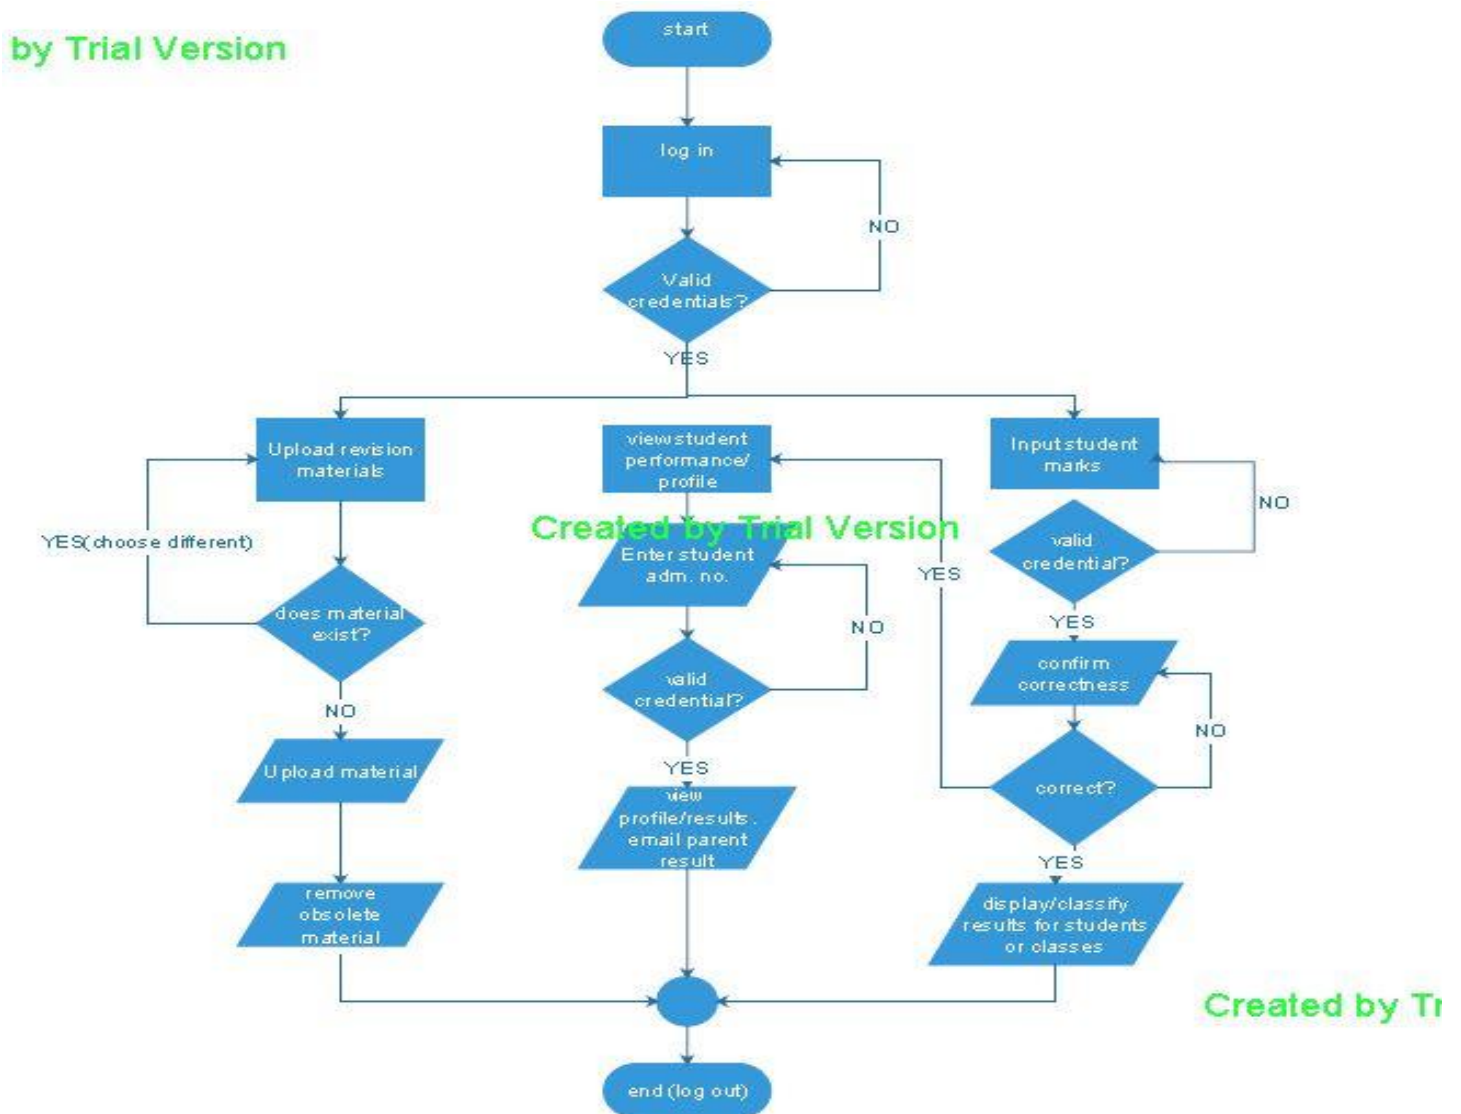 by Trial Version
start
log in
NO
Valid
credentials?
YES
Upload revision
materials
view student
performance/
profile
Input student
marks
NO
YES(choose different)
Created by Trial Version
Enter student
adm. no.
valid
credential?
YES
does material
exist?
NO
YES
confirm
correctness
valid
credential?
NO
NO
YES
Upload material
correct?
view
profile/results.
email parent
result
YES
remove
obsolete
material
display/classify
results for students
or classes
Created by Tr
end (log out)